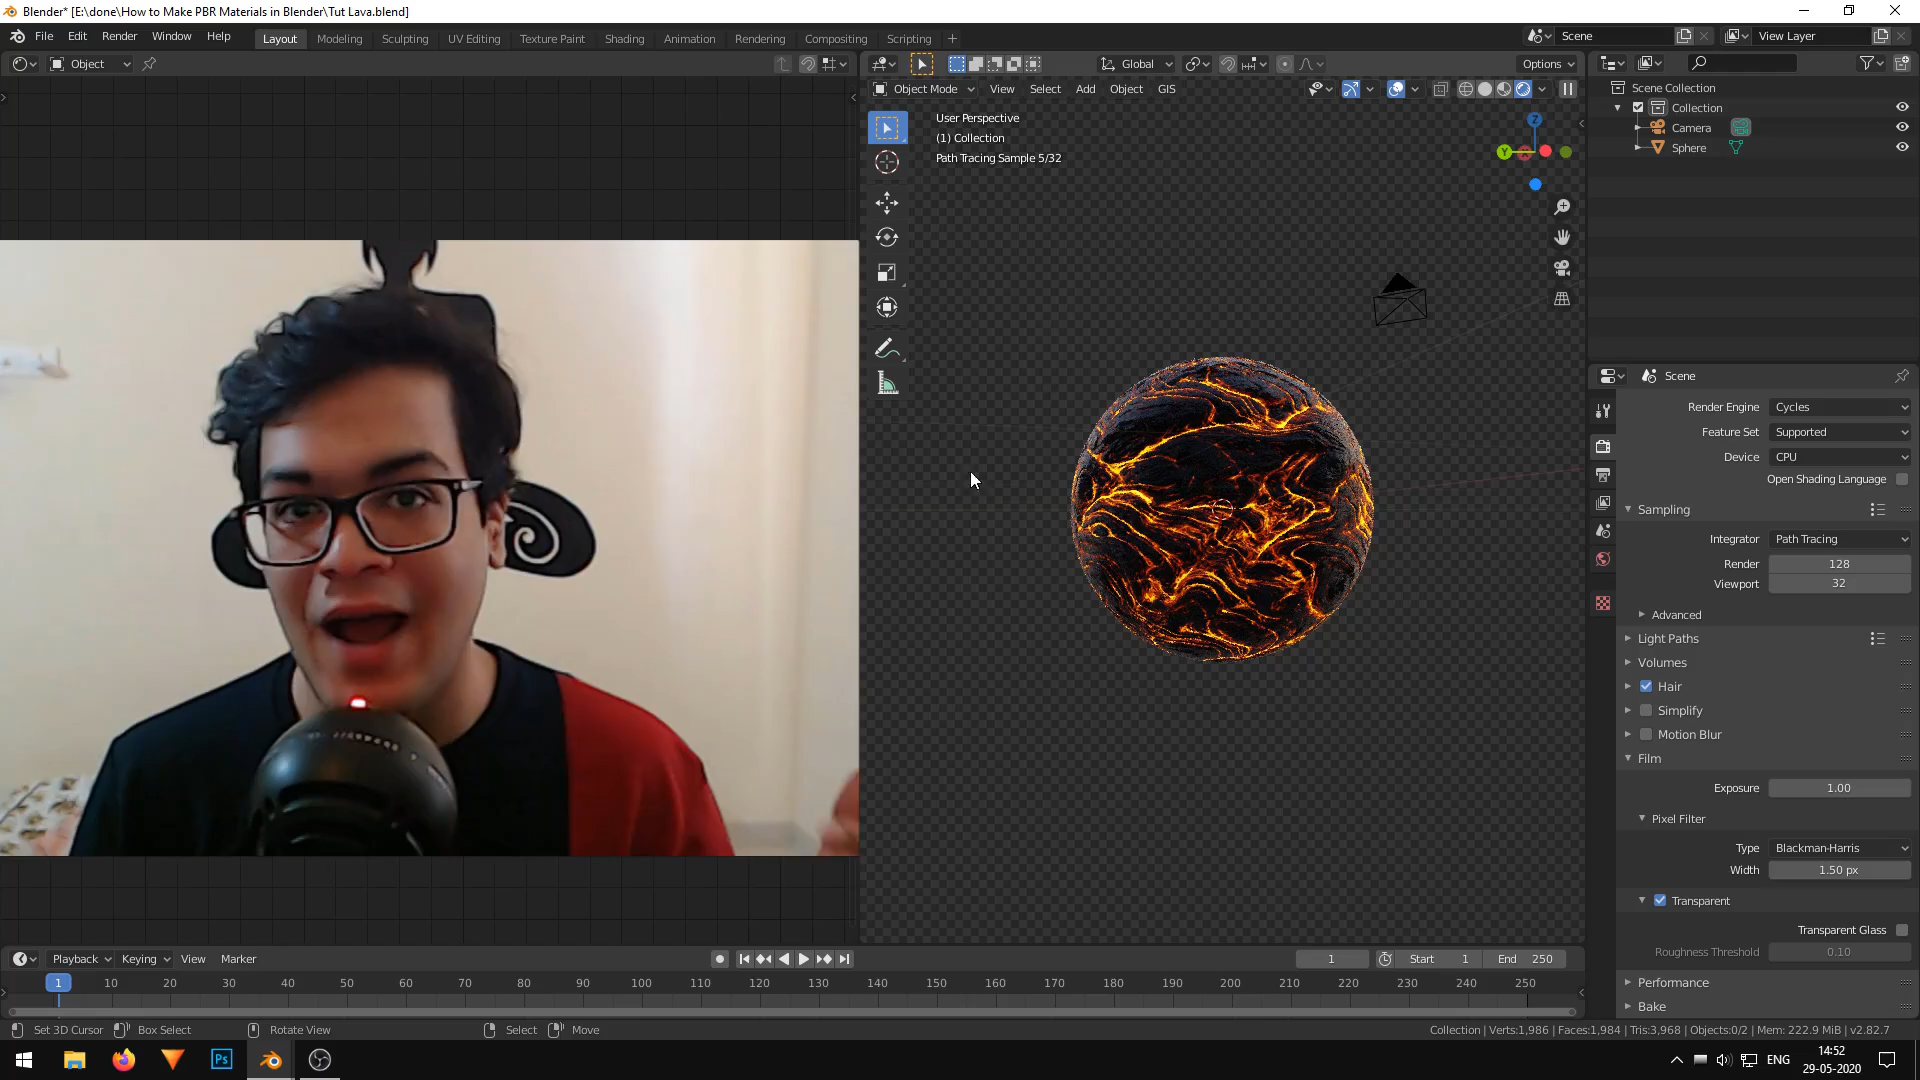 Blender* [E:\done\How to Make PBR Materials in Blender\Tut Lava.blend]
File Edit Render Window Help Layout Modeling Sculpting UV Editing Texture Paint Shading Animation Rendering Compositing Scripting + Scene View Layer
Object Global Options
Object Mode View Select Add Object GIS
Scene Collection
Collection
Camera
Sphere
User Perspective
(1) Collection
Path Tracing Sample 5/32
Z
Y
Scene
Render Engine Cycles
Feature Set Supported
Device CPU
Open Shading Language
Sampling
Integrator Path Tracing
Render 128
Viewport 32
Advanced
Light Paths
Volumes
Hair
Simplify
Motion Blur
Film
Exposure 1.00
Pixel Filter
Type Blackman-Harris
Width 1.50 px
Transparent
Transparent Glass
Roughness Threshold 0.10
Performance
Bake
Playback Keying View Marker 1 Start 1 End 250
1 10 20 30 40 50 60 70 80 90 100 110 120 130 140 150 160 170 180 190 200 210 220 230 240 250
Set 3D Cursor Box Select Rotate View Select Move Collection | Verts:1,986 | Faces:1,984 | Tris:3,968 | Objects:0/2 | Mem: 222.9 MiB | v2.82.7
Ps ENG 14:52
29-05-2020